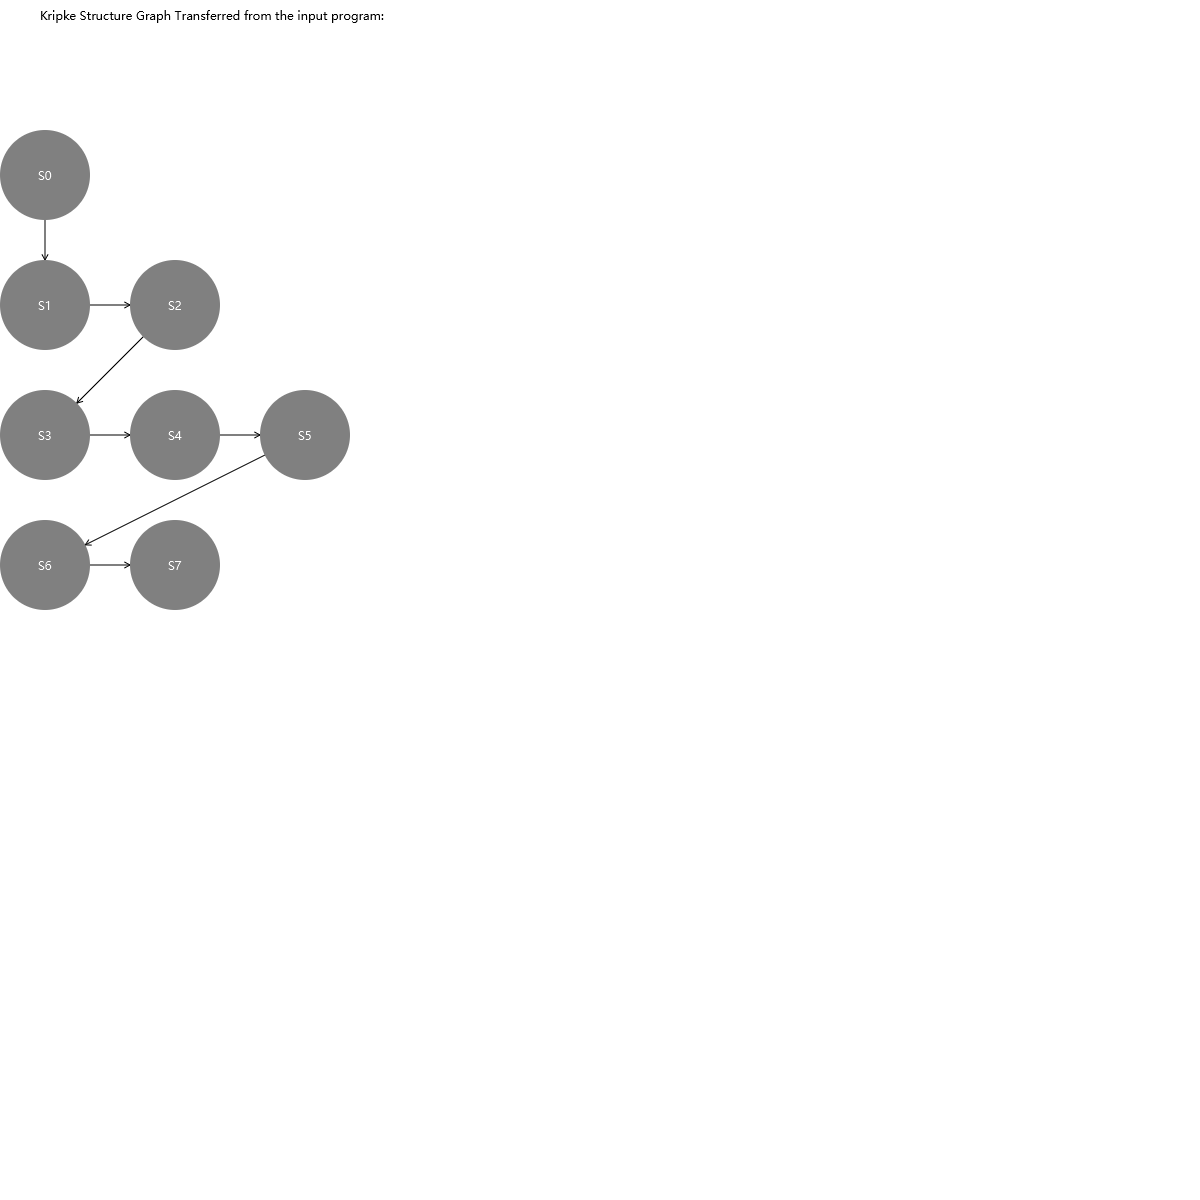 Kripke Structure Graph Transferred from the input program:
S0
S1 S2
S3 S4 S5
S6 S7